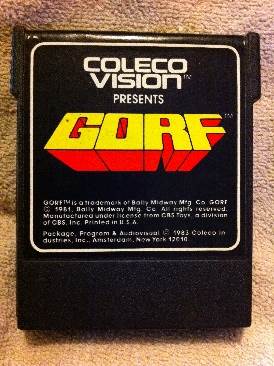 COLECO
VISION™
PRESENTS
GORF™
GORF™ is a trademark of Bally Midway Mfg. Co. GORF
© 1981, Bally Midway Mfg. Co. All rights reserved.
Manufactured under license from CBS Toys, a division
of CBS, Inc. Printed in U.S.A.
Package, Program & Audiovisual © 1983 Coleco In
dustries, Inc., Amsterdam, New York 12010